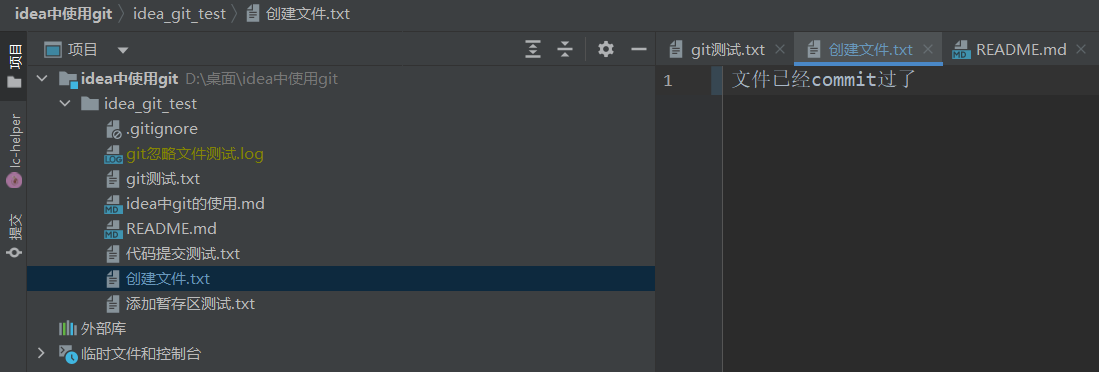 idea中使用git 〉 idea_git_test 〉 创建文件.txt
项目
git测试.txt
创建文件.txt
README.md
项目
lc-helper
提交
idea中使用git D:\桌面\idea中使用git
idea_git_test
.gitignore
LOG git忽略文件测试.log
git测试.txt
MD idea中git的使用.md
MD README.md
代码提交测试.txt
创建文件.txt
添加暂存区测试.txt
外部库
临时文件和控制台
1 文件已经commit过了